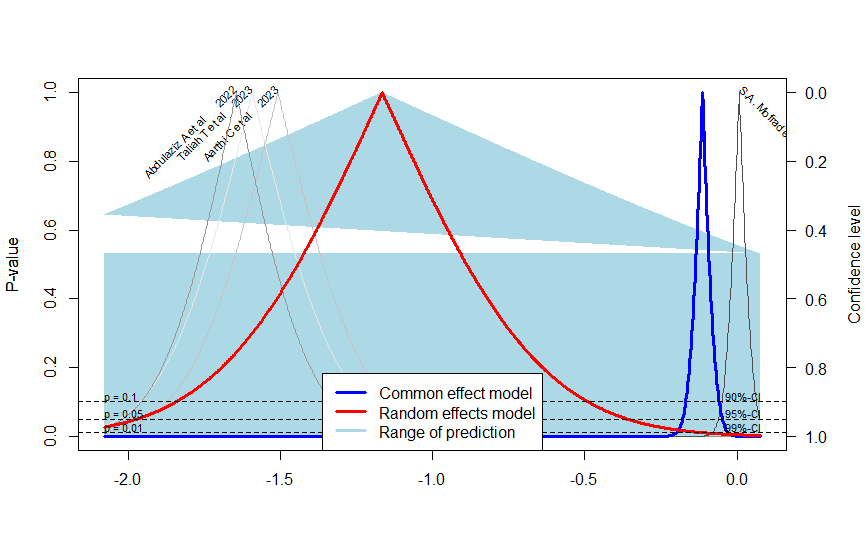 P-value
1.0
0.8
0.6
0.4
0.2
0.0
Abdulaziz A et al 2022
Taliah T et al 2023
Aarthi C et al 2023
S.A. Mofrade
0.0
0.2
0.4
0.6
0.8
1.0
Confidence level
p = 0.1
p = 0.05
p = 0.01
90%-CI
95%-CI
99%-CI
Common effect model
Random effects model
Range of prediction
-2.0
-1.5
-1.0
-0.5
0.0